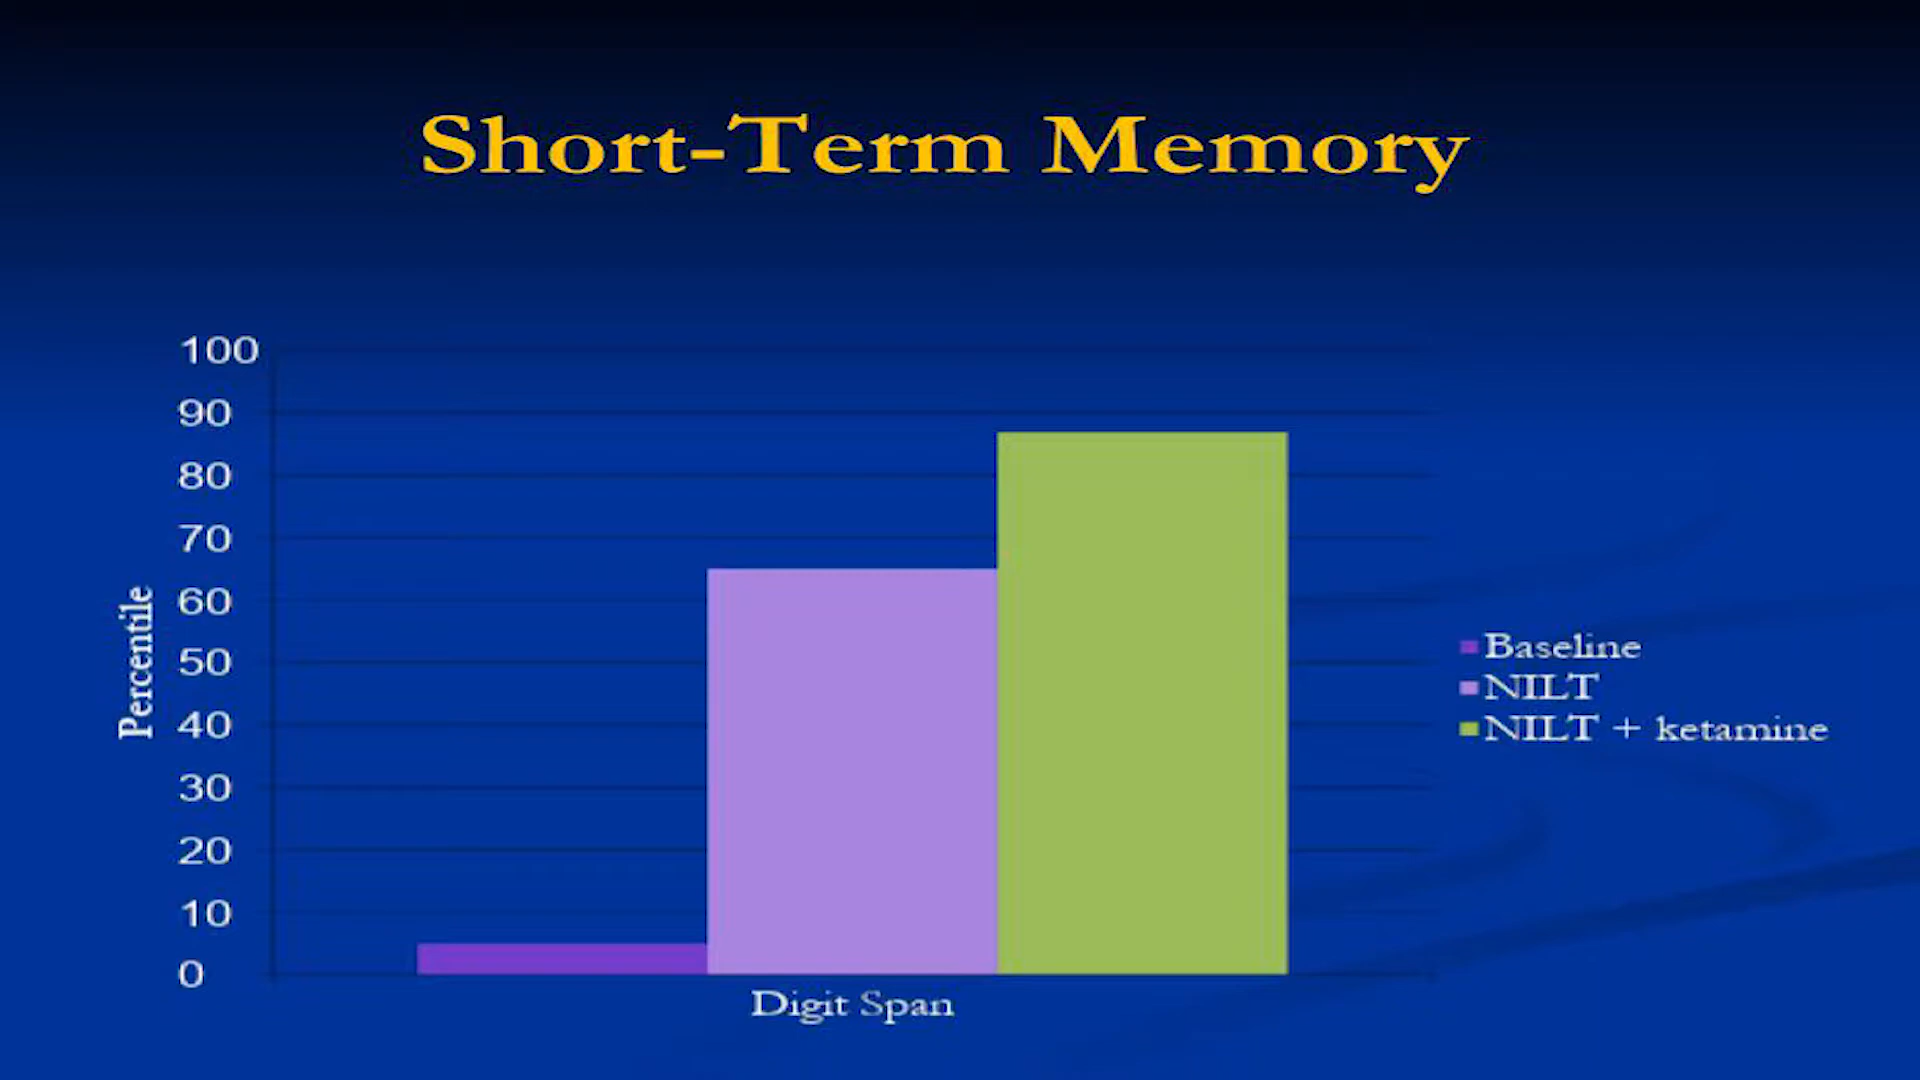 Short-Term Memory
100
90
80
70
60
50
40
30
20
10
0
Percentile
Digit Span
Baseline
NILT
NILT + ketamine